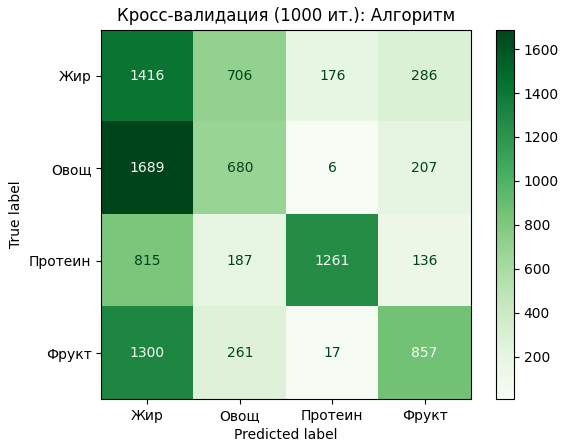 Кросс-валидация (1000 ит.): Алгоритм
True label
Жир
Овощ
Протеин
Фрукт
1416 706 176 286
1689 680 6 207
815 187 1261 136
1300 261 17 857
Жир Овощ Протеин Фрукт
Predicted label
1600
1400
1200
1000
800
600
400
200